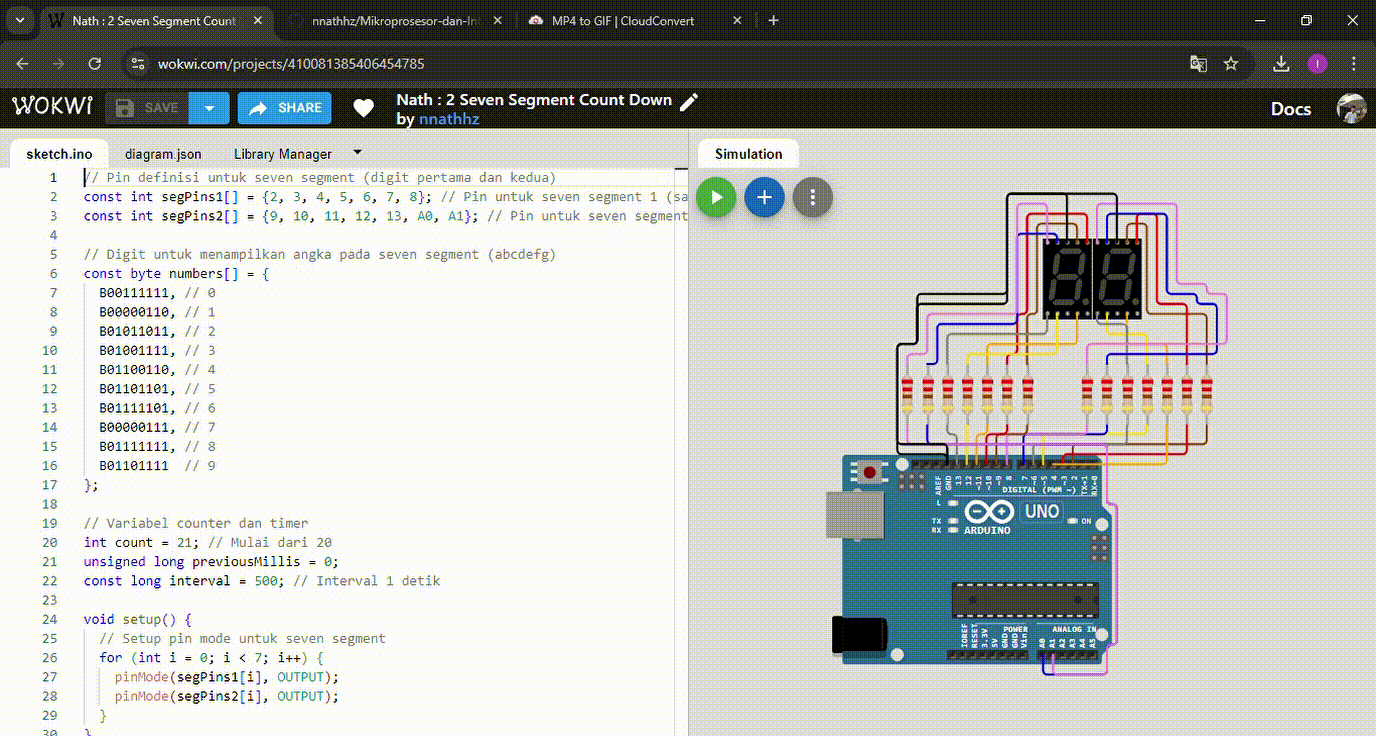 Nath : 2 Seven Segment Count
nnathhz/Mikroprosesor-dan-Int
MP4 to GIF | CloudConvert
wokwi.com/projects/410081385406454785
I
WOKWI
SAVE
SHARE
Nath : 2 Seven Segment Count Down
by nnathhz
Docs
sketch.ino
diagram.json
Library Manager
Simulation
1 // Pin definisi untuk seven segment (digit pertama dan kedua)
2 const int segPins1[] = {2, 3, 4, 5, 6, 7, 8}; // Pin untuk seven segment 1 (sa
3 const int segPins2[] = {9, 10, 11, 12, 13, A0, A1}; // Pin untuk seven segment
4
5 // Digit untuk menampilkan angka pada seven segment (abcdefg)
6 const byte numbers[] = {
7 B00111111, // 0
8 B00000110, // 1
9 B01011011, // 2
10 B01001111, // 3
11 B01100110, // 4
12 B01101101, // 5
13 B01111101, // 6
14 B00000111, // 7
15 B01111111, // 8
16 B01101111 // 9
17 };
18
19 // Variabel counter dan timer
20 int count = 21; // Mulai dari 20
21 unsigned long previousMillis = 0;
22 const long interval = 500; // Interval 1 detik
23
24 void setup() {
25 // Setup pin mode untuk seven segment
26 for (int i = 0; i < 7; i++) {
27 pinMode(segPins1[i], OUTPUT);
28 pinMode(segPins2[i], OUTPUT);
29 }
30 }
AREF
GND
13
12
~11
~10
~9
8
7
~6
~5
4
~3
2
TX→1
RX←0
DIGITAL (PWM ~)
L
TX
RX
ARDUINO
UNO
ON
IOREF
RESET
3.3V
5V
GND
GND
Vin
POWER
ANALOG IN
A0
A1
A2
A3
A4
A5